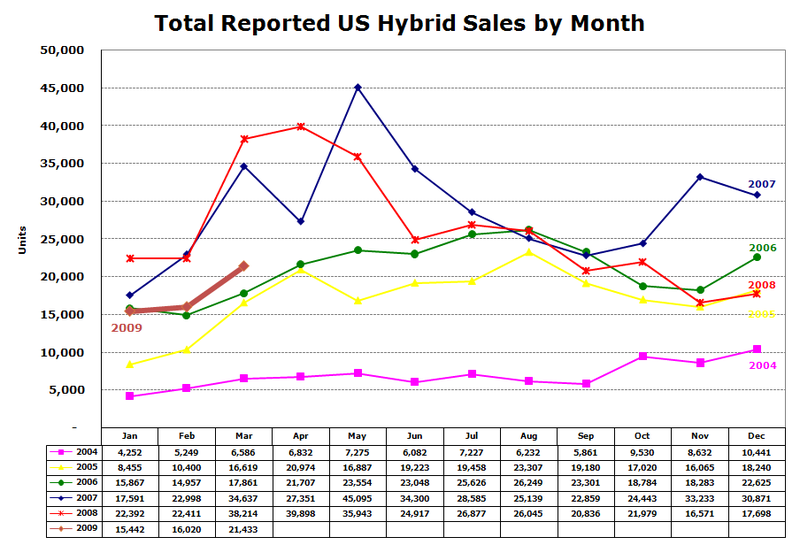 Total Reported US Hybrid Sales by Month
50,000
45,000
40,000
35,000
30,000
25,000
20,000
15,000
10,000
5,000
-
Units
2007
2006
2008
2005
2009
2004
Jan Feb Mar Apr May Jun Jul Aug Sep Oct Nov Dec
2004 4,252 5,249 6,586 6,832 7,275 6,082 7,227 6,232 5,861 9,530 8,632 10,441
2005 8,455 10,400 16,619 20,974 16,887 19,223 19,458 23,307 19,180 17,020 16,065 18,240
2006 15,867 14,957 17,861 21,707 23,554 23,048 25,626 26,249 23,301 18,784 18,283 22,625
2007 17,591 22,998 34,637 27,351 45,095 34,300 28,585 25,139 22,859 24,443 33,233 30,871
2008 22,392 22,411 38,214 39,898 35,943 24,917 26,877 26,045 20,836 21,979 16,571 17,698
2009 15,442 16,020 21,433